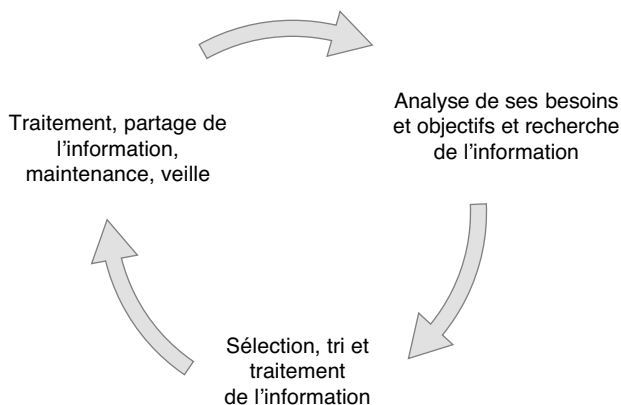 Analyse de ses besoins
et objectifs et recherche
de l'information
Sélection, tri et
traitement
de l'information
Traitement, partage de
l'information,
maintenance, veille